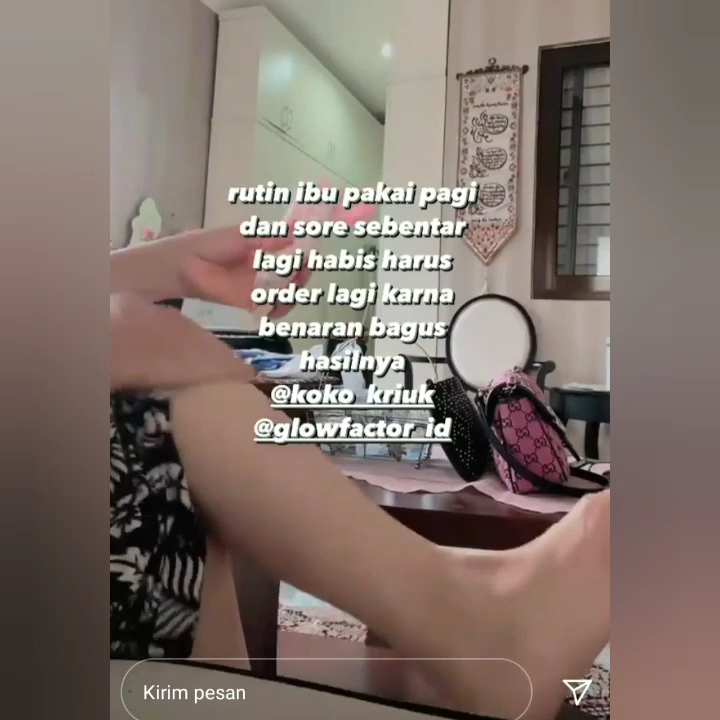 rutin ibu pakai pagi
dan sore sebentar
lagi habis harus
order lagi karna
benaran bagus
hasilnya
@koko_kriuk
@glowfactor_id
Kirim pesan